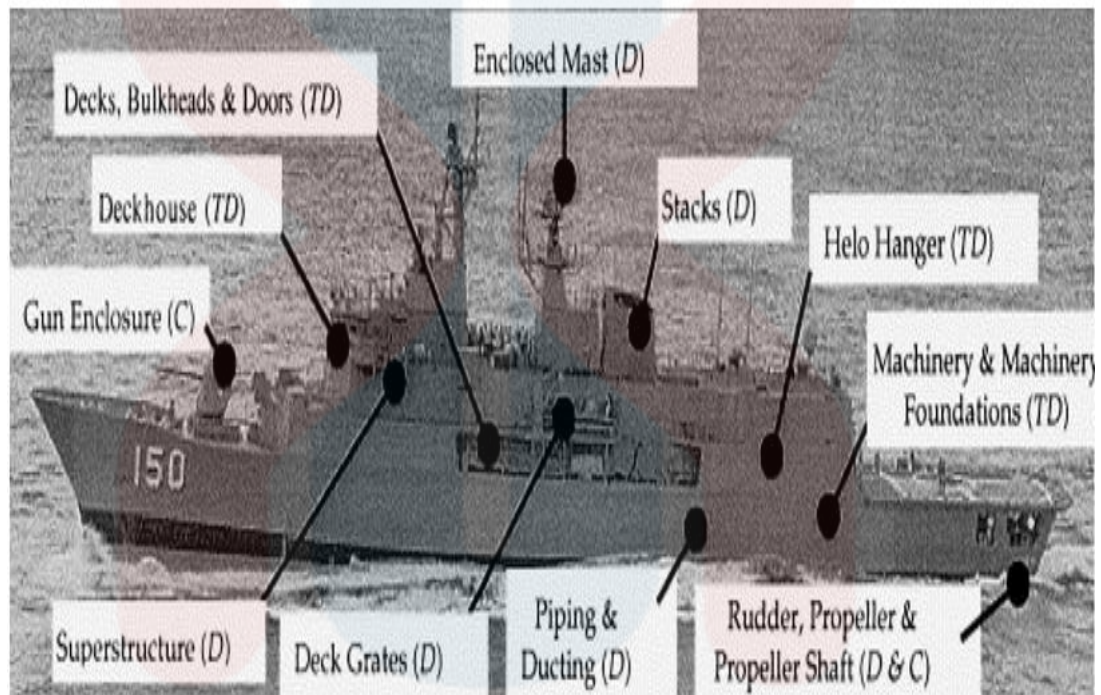 Enclosed Mast (D)
Decks, Bulkheads & Doors (TD)
Deckhouse (TD)
Stacks (D)
Helo Hanger (TD)
Gun Enclosure (C)
Machinery & Machinery
Foundations (TD)
150
Superstructure (D)
Deck Grates (D)
Piping &
Ducting (D)
Rudder, Propeller &
Propeller Shaft (D & C)